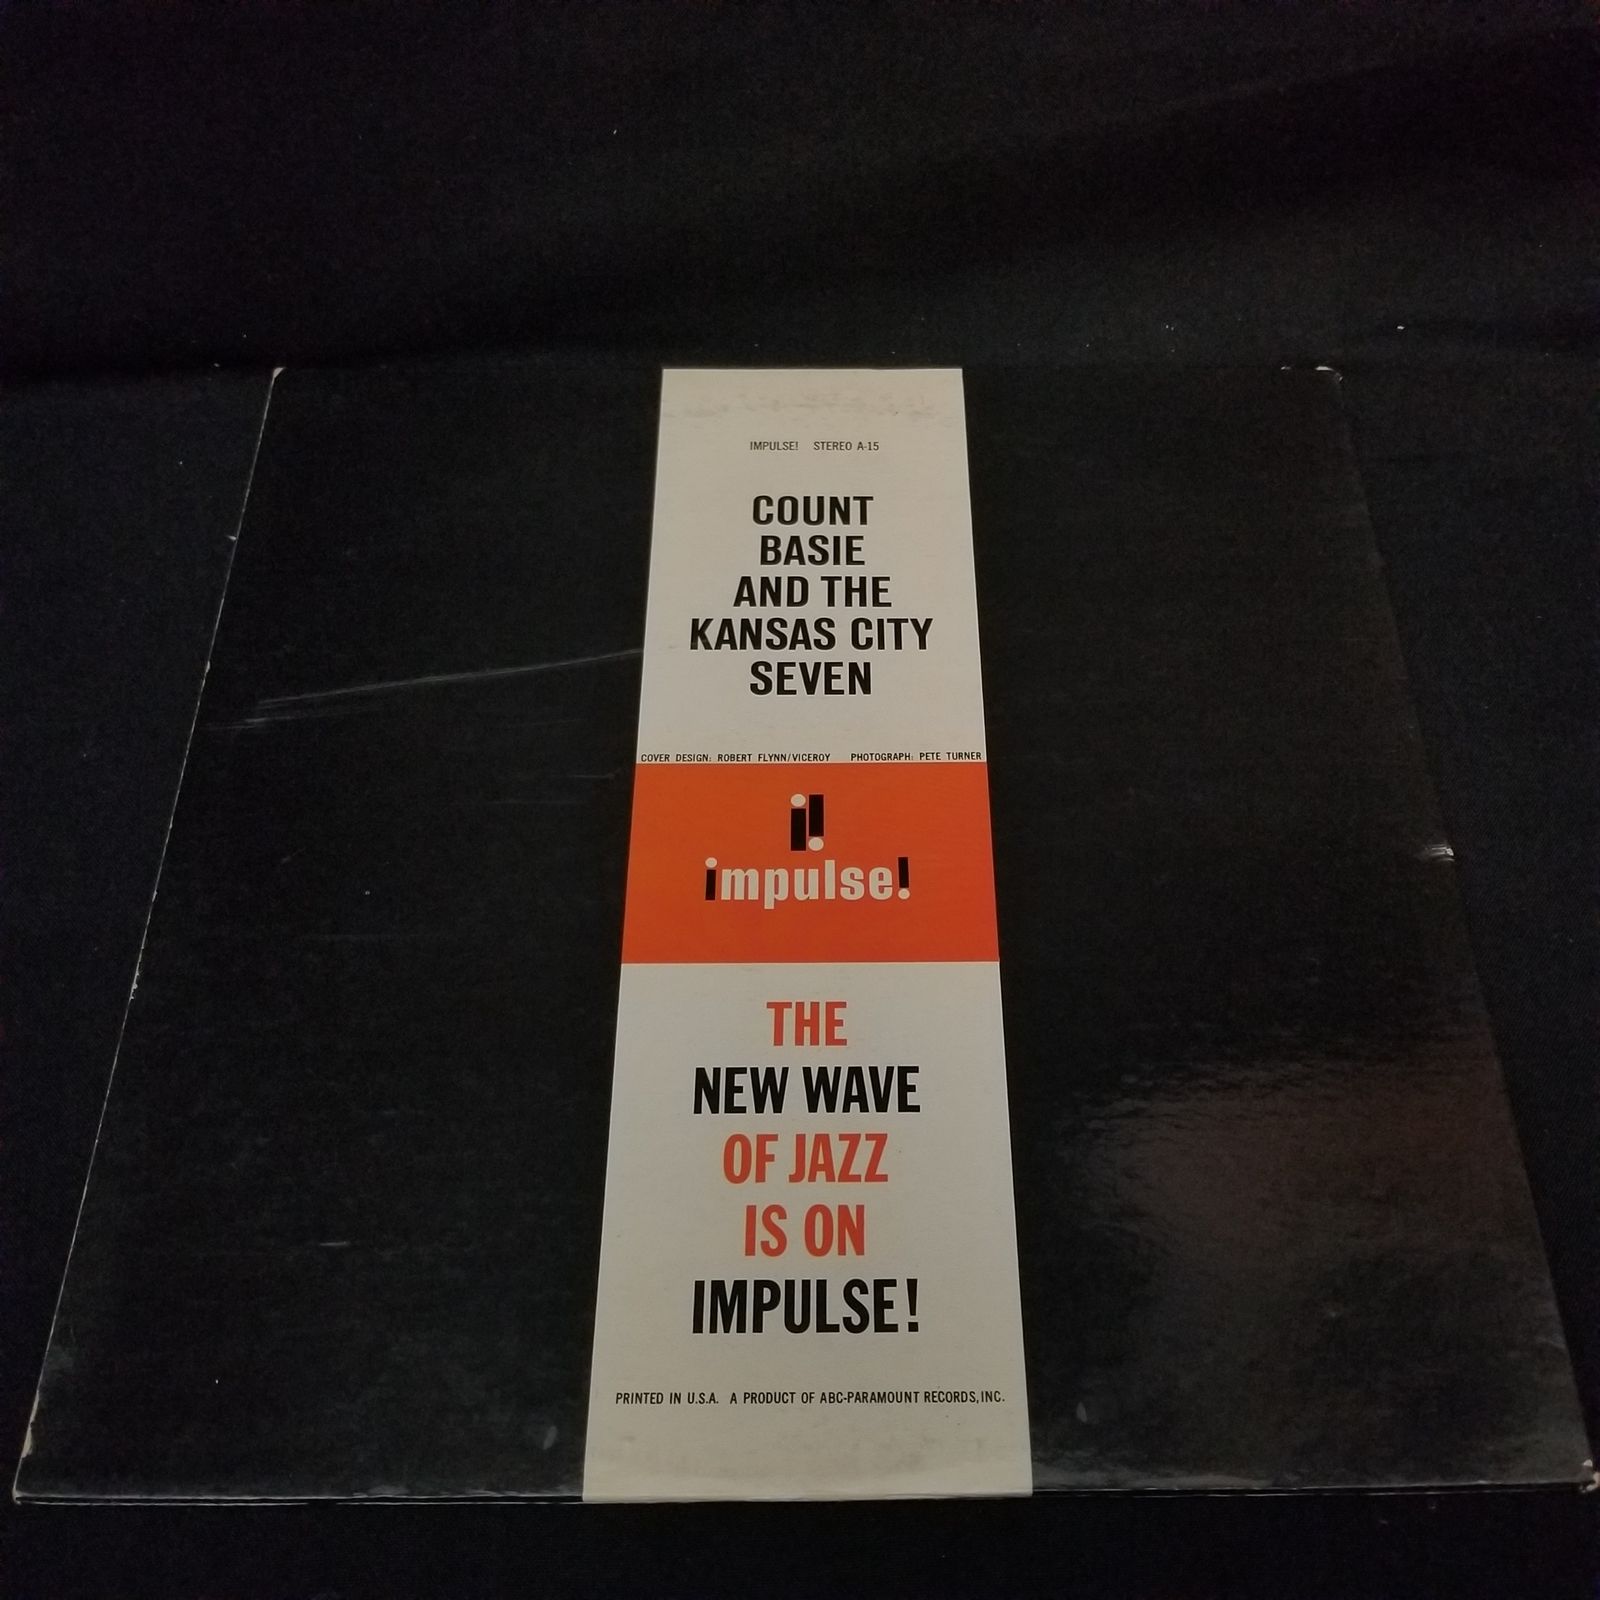 IMPULSE! STEREO A-15
COUNT
BASIE
AND THE
KANSAS CITY
SEVEN
COVER DESIGN: ROBERT FLYNN/VICEROY PHOTOGRAPH: PETE TURNER
i!
impulse!
THE
NEW WAVE
OF JAZZ
IS ON
IMPULSE!
PRINTED IN U.S.A. A PRODUCT OF ABC-PARAMOUNT RECORDS, INC.